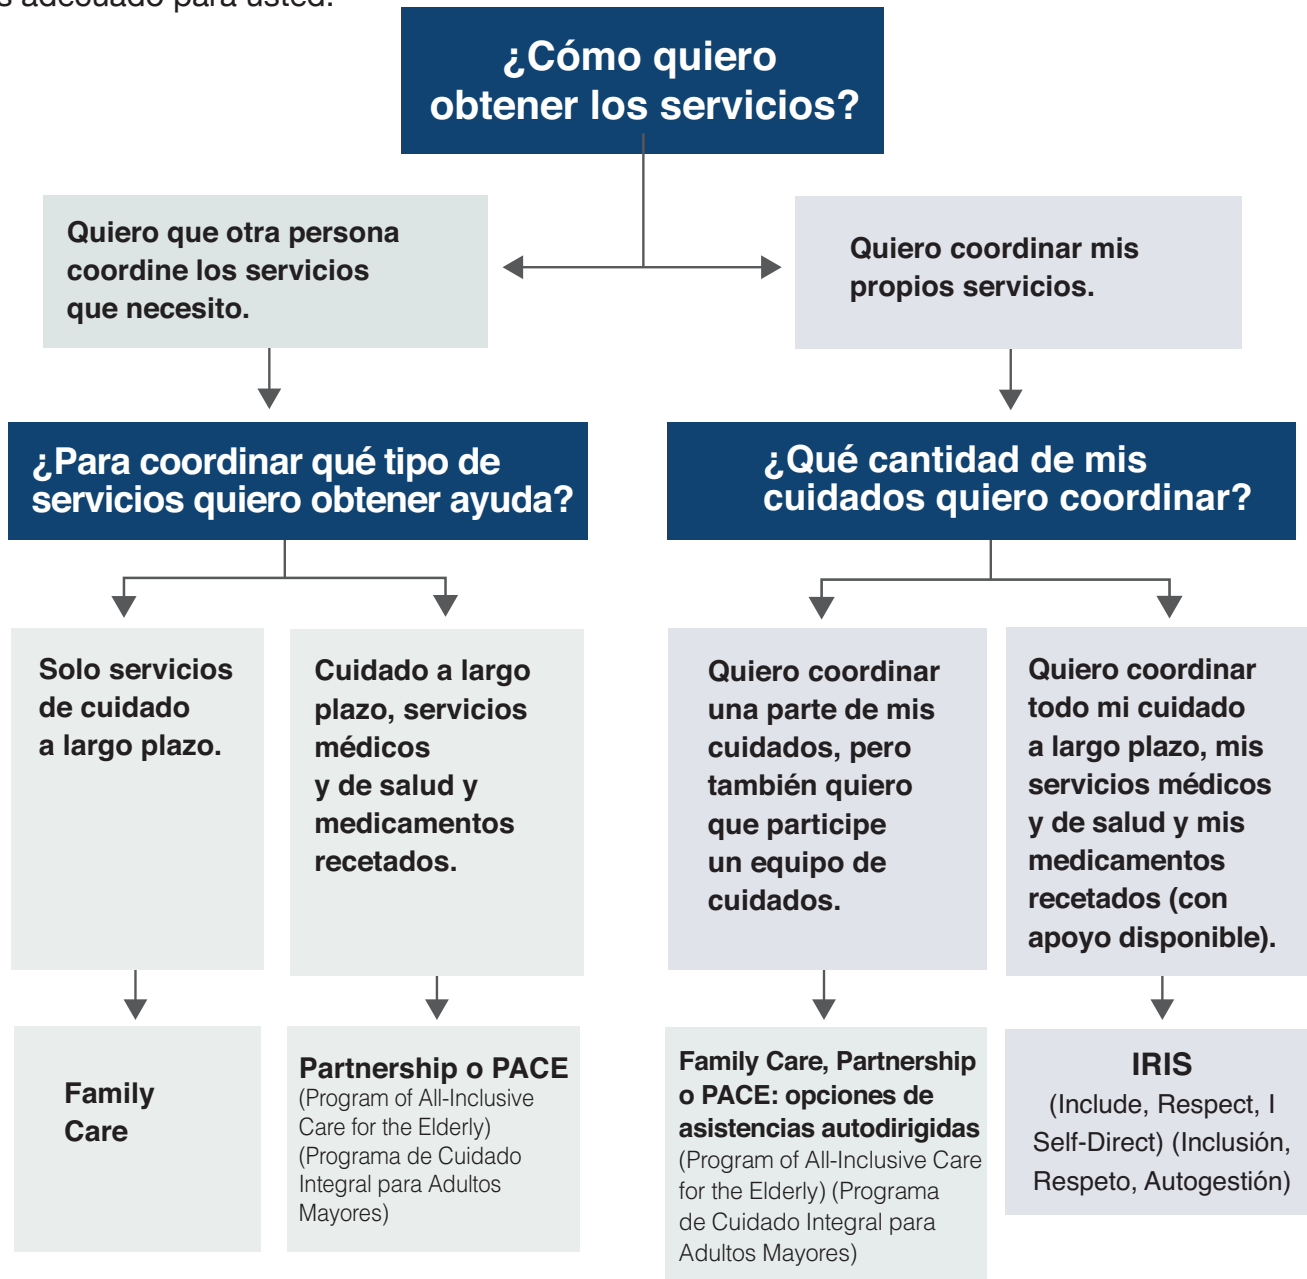 s adecuado para usted.
¿Cómo quiero
obtener los servicios?
Quiero que otra persona
coordine los servicios
que necesito.
Quiero coordinar mis
propios servicios.
¿Para coordinar qué tipo de
servicios quiero obtener ayuda?
¿Qué cantidad de mis
cuidados quiero coordinar?
Solo servicios
de cuidado
a largo plazo.
Cuidado a largo
plazo, servicios
médicos
y de salud y
medicamentos
recetados.
Quiero coordinar
una parte de mis
cuidados, pero
también quiero
que participe
un equipo de
cuidados.
Quiero coordinar
todo mi cuidado
a largo plazo, mis
servicios médicos
y de salud y mis
medicamentos
recetados (con
apoyo disponible).
Family
Care
Partnership o PACE
(Program of All-Inclusive
Care for the Elderly)
(Programa de Cuidado
Integral para Adultos
Mayores)
Family Care, Partnership
o PACE: opciones de
asistencias autodirigidas
(Program of All-Inclusive Care
for the Elderly) (Programa
de Cuidado Integral para
Adultos Mayores)
IRIS
(Include, Respect, I
Self-Direct) (Inclusión,
Respeto, Autogestión)